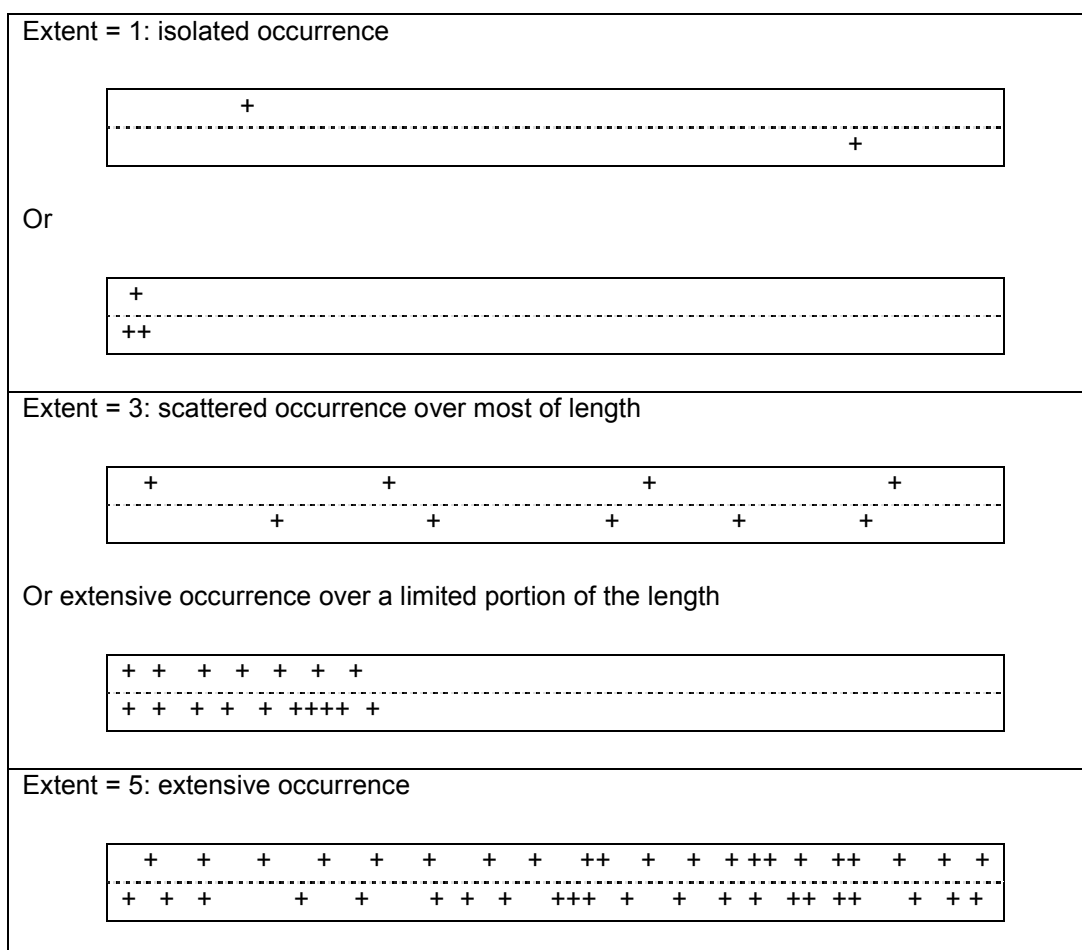 Extent = 1: isolated occurrence
+
+
Or
+
++
Extent = 3: scattered occurrence over most of length
+ + + +
+ + + + +
Or extensive occurrence over a limited portion of the length
+ + + + + + +
+ + + + + ++++ +
Extent = 5: extensive occurrence
+ + + + + + + + ++ + + + ++ + ++ + + +
+ + + + + + + + +++ + + + + ++ ++ + + +